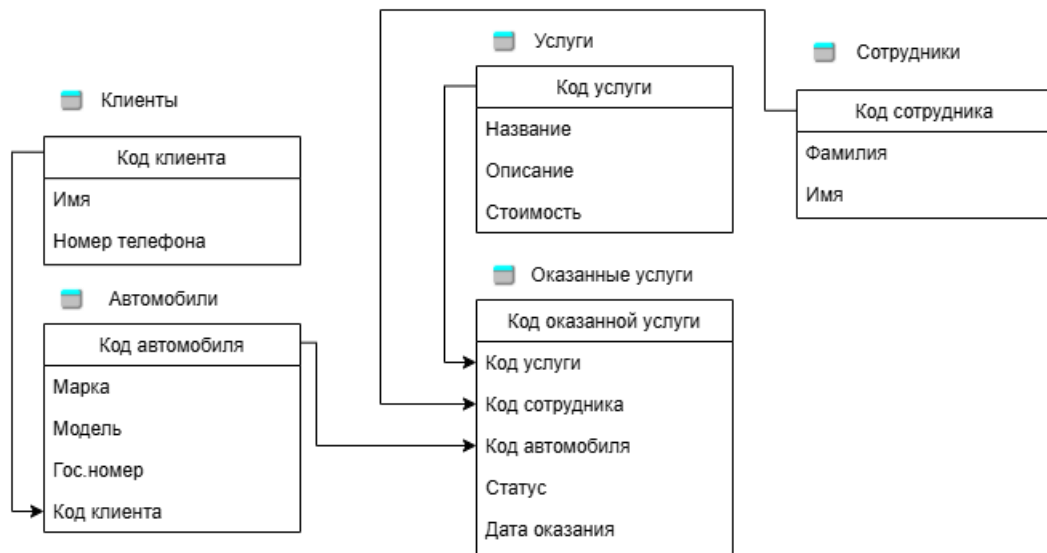 Клиенты
Код клиента
Имя
Номер телефона
Автомобили
Код автомобиля
Марка
Модель
Гос.номер
Код клиента
Услуги
Код услуги
Название
Описание
Стоимость
Оказанные услуги
Код оказанной услуги
Код услуги
Код сотрудника
Код автомобиля
Статус
Дата оказания
Сотрудники
Код сотрудника
Фамилия
Имя